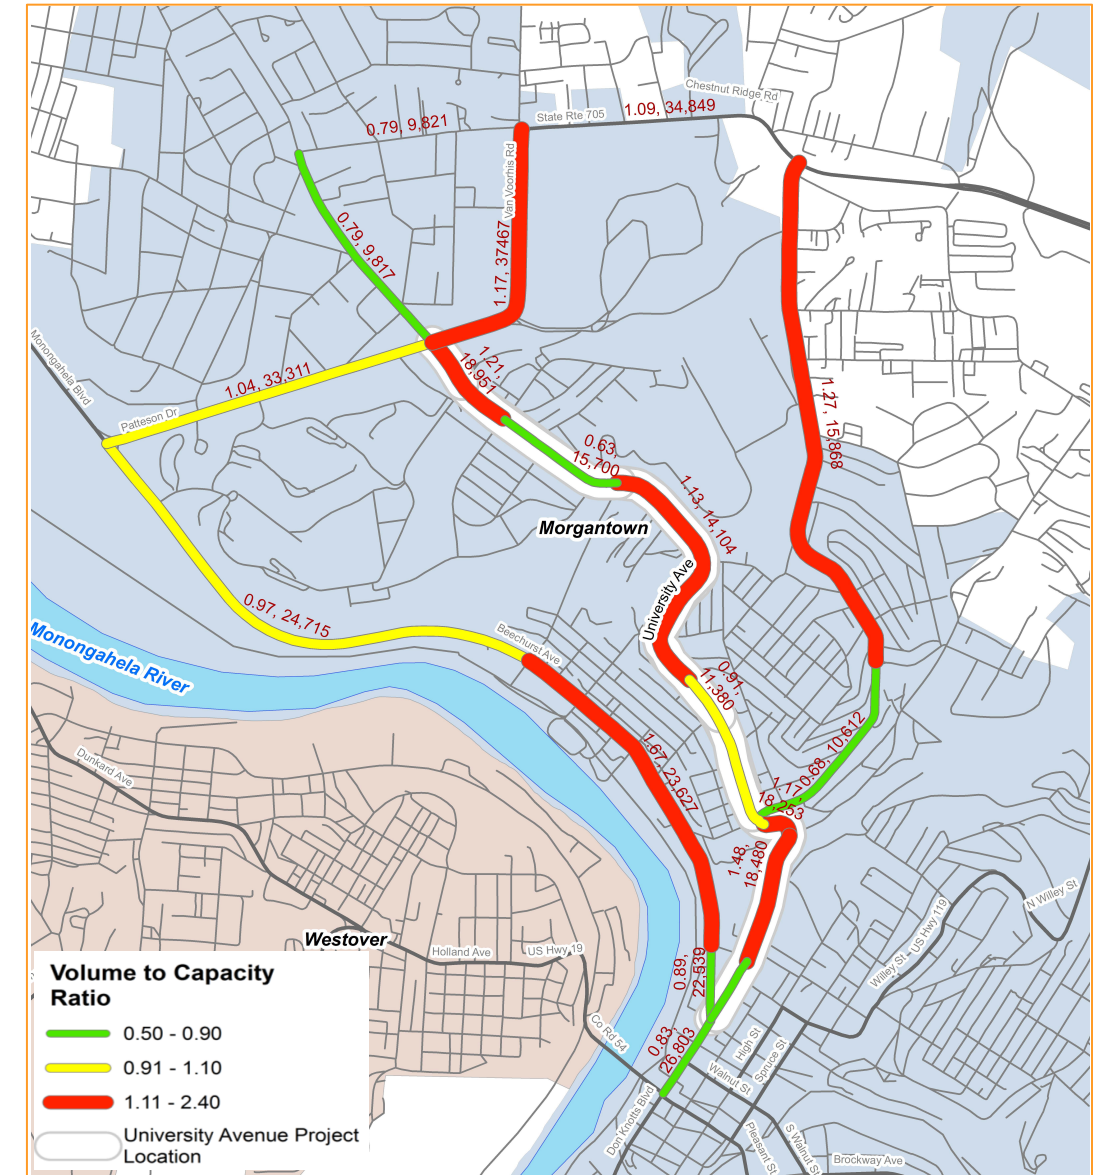 Chestnut Ridge Rd
1.09, 34,849
State Rte 705
0.79, 9,821
Van Voorhis Rd
0.79, 9,817
1.17, 37467
Monongahela Blvd
1.21,
18,951
1.04, 33,311
Patteson Dr
1.27, 15,868
0.63,
15,700
1.13, 14,104
Morgantown
University Ave
0.97, 24,715
Beechurst Ave
Monongahela River
0.91,
11,380
0.68, 10,612
1.67, 23,627
1.17,
18,253
Dunkard Ave
1.48,
18,480
N Willey St
Westover
Holland Ave
US Hwy 19
Willey St
US Hwy 119
0.89,
22,539
Co Rd 54
0.83,
26,803
High St
Spruce St
Walnut St
Don Knotts Blvd
Pleasant St
S Walnut St
Brockway Ave
Volume to Capacity
Ratio
0.50 - 0.90
0.91 - 1.10
1.11 - 2.40
University Avenue Project
Location